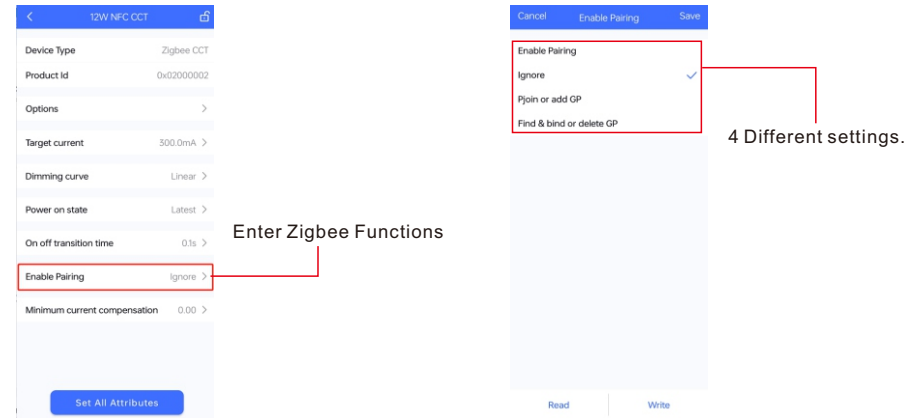 12W NFC CCT
Device Type Zigbee CCT
Product Id 0x02000002
Options
Target current 300.0mA
Dimming curve Linear
Power on state Latest
On off transition time 0.1s
Enable Pairing Ignore
Minimum current compensation 0.00
Set All Attributes
Enter Zigbee Functions
Cancel Enable Pairing Save
Enable Pairing
Ignore
Pjoin or add GP
Find & bind or delete GP
Read Write
4 Different settings.